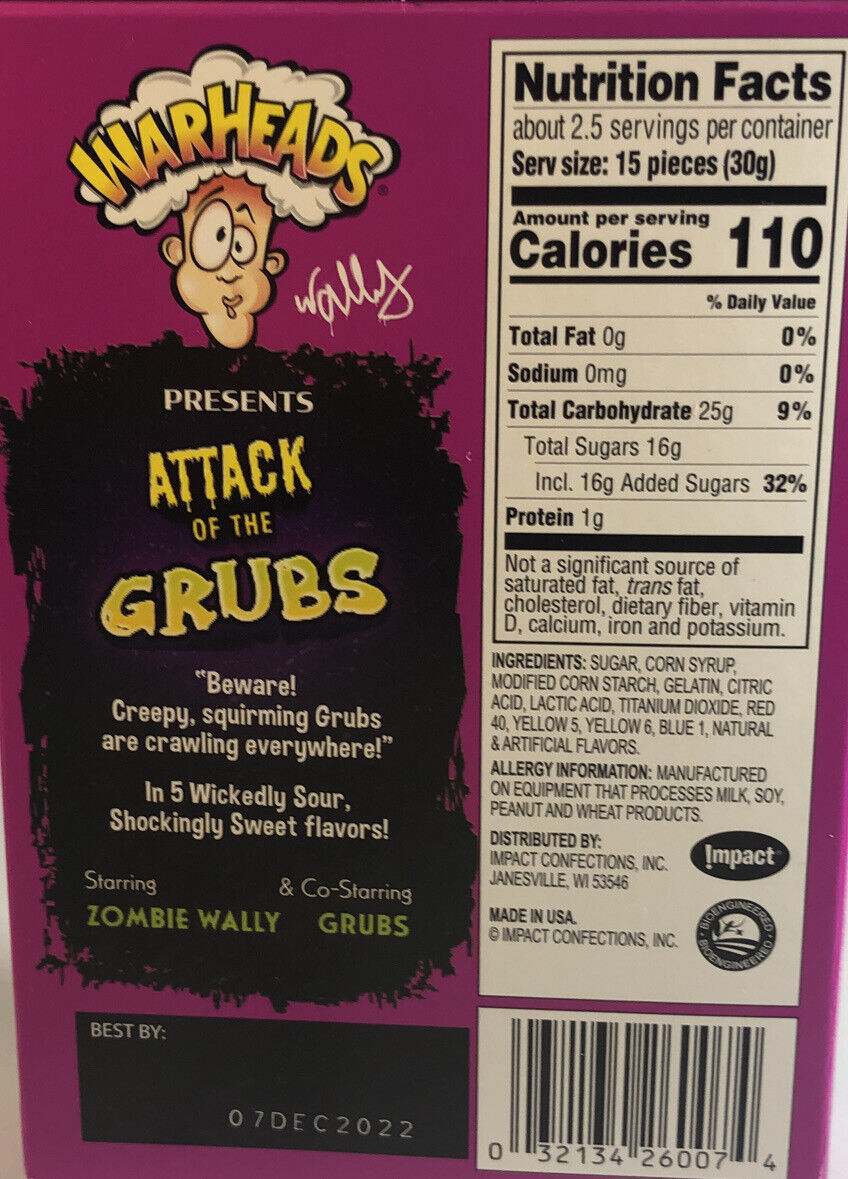 WARHEADS®
Wally
PRESENTS
ATTACK
OF THE
GRUBS
"Beware!
Creepy, squirming Grubs
are crawling everywhere!"
In 5 Wickedly Sour,
Shockingly Sweet flavors!
Starring & Co-Starring
ZOMBIE WALLY GRUBS
BEST BY:
07DEC2022
Nutrition Facts
about 2.5 servings per container
Serv size: 15 pieces (30g)
Amount per serving
Calories 110
% Daily Value
Total Fat 0g 0%
Sodium 0mg 0%
Total Carbohydrate 25g 9%
Total Sugars 16g
Incl. 16g Added Sugars 32%
Protein 1g
Not a significant source of
saturated fat, trans fat,
cholesterol, dietary fiber, vitamin
D, calcium, iron and potassium.
INGREDIENTS: SUGAR, CORN SYRUP,
MODIFIED CORN STARCH, GELATIN, CITRIC
ACID, LACTIC ACID, TITANIUM DIOXIDE, RED
40, YELLOW 5, YELLOW 6, BLUE 1, NATURAL
& ARTIFICIAL FLAVORS.
ALLERGY INFORMATION: MANUFACTURED
ON EQUIPMENT THAT PROCESSES MILK, SOY,
PEANUT AND WHEAT PRODUCTS.
DISTRIBUTED BY:
IMPACT CONFECTIONS, INC.
JANESVILLE, WI 53546
Impact
MADE IN USA.
© IMPACT CONFECTIONS, INC.
BIOENGINEERED
BIOENGINEERED
0 32134 26007 4